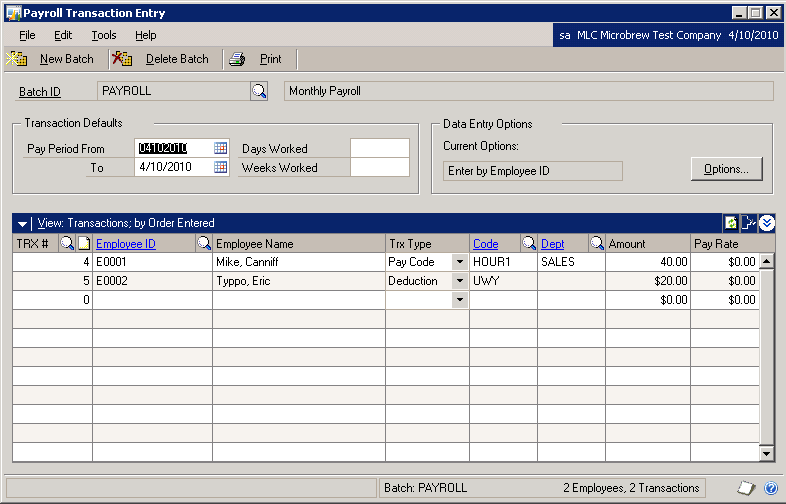 Payroll Transaction Entry
File Edit Tools Help
sa MLC Microbrew Test Company 4/10/2010
New Batch Delete Batch Print
Batch ID PAYROLL Monthly Payroll
Transaction Defaults
Pay Period From 04102010 Days Worked
To 4/10/2010 Weeks Worked
Data Entry Options
Current Options:
Enter by Employee ID
Options...
View: Transactions; by Order Entered
TRX # Employee ID Employee Name Trx Type Code Dept Amount Pay Rate
4 E0001 Mike, Canniff Pay Code HOUR1 SALES 40.00 $0.00
5 E0002 Typpo, Eric Deduction UWY $20.00 $0.00
0 $0.00 $0.00
Batch: PAYROLL 2 Employees, 2 Transactions